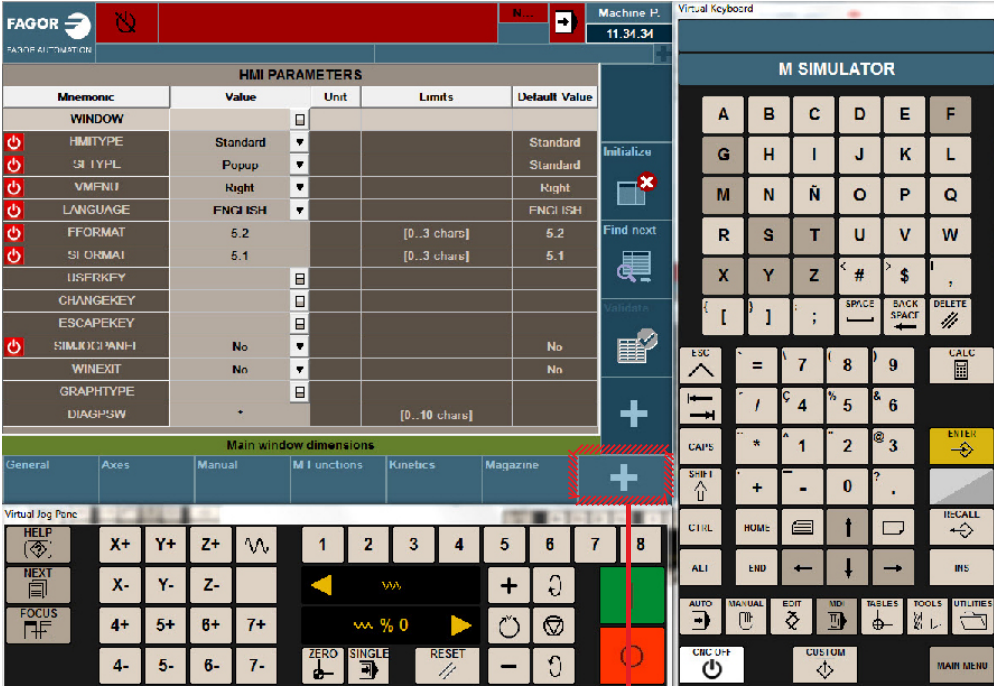 FAGOR
FAGOR AUTOMATION
N...
Machine P.
11.34.34
HMI PARAMETERS
Mnemonic Value Unit Limits Default Value
WINDOW
HMITYPE Standard Standard
SFTYPE Popup Standard
VMENU Right Right
LANGUAGE ENGLISH ENGLISH
FFORMAT 5.2 [0..3 chars] 5.2
SFORMAT 5.1 [0..3 chars] 5.1
USERKEY
CHANGEKEY
ESCAPEKEY
SIMJOGPANEL No No
WINEXIT No No
GRAPHTYPE
DIAGPSW * [0..10 chars]
Main window dimensions
Initialize
Find next
Validate
+
General Axes Manual M Functions Kinetics Magazine +
Virtual Jog Pane
HELP X+ Y+ Z+ 1 2 3 4 5 6 7 8
NEXT X- Y- Z- +
FOCUS 4+ 5+ 6+ 7+ % 0
4- 5- 6- 7- ZERO SINGLE RESET -
Virtual Keyboard
M SIMULATOR
A B C D E F
G H I J K L
M N Ñ O P Q
R S T U V W
X Y Z < # > $ ! ,
{ [ } ] : ; SPACE BACK SPACE DELETE
ESC ` = \ 7 ( 8 ) 9 CALC
/ Ç 4 % 5 & 6
CAPS * ^ 1 " 2 @ 3 ENTER
SHIFT + - 0 ? . 
CTRL HOME RECALL
ALT END INS
AUTO MANUAL EDIT MDI TABLES TOOLS UTILITIES
CNC OFF CUSTOM MAIN MENU